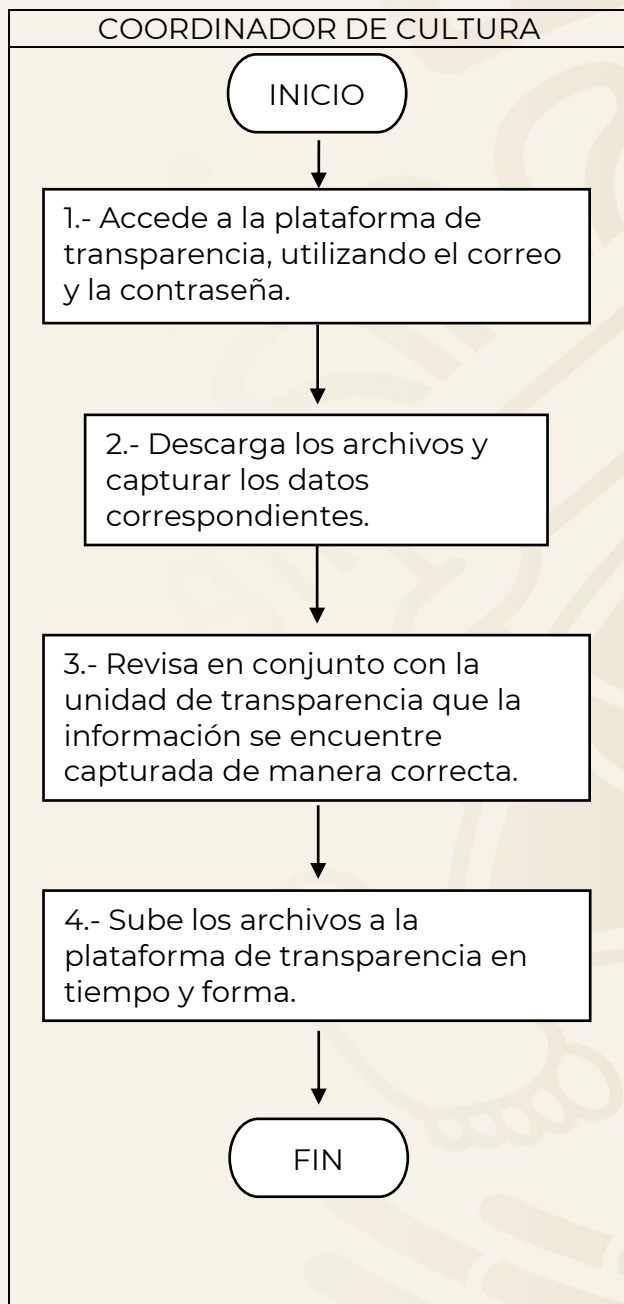 COORDINADOR DE CULTURA
INICIO
1.- Accede a la plataforma de
transparencia, utilizando el correo
y la contraseña.
2.- Descarga los archivos y
capturar los datos
correspondientes.
3.- Revisa en conjunto con la
unidad de transparencia que la
información se encuentre
capturada de manera correcta.
4.- Sube los archivos a la
plataforma de transparencia en
tiempo y forma.
FIN